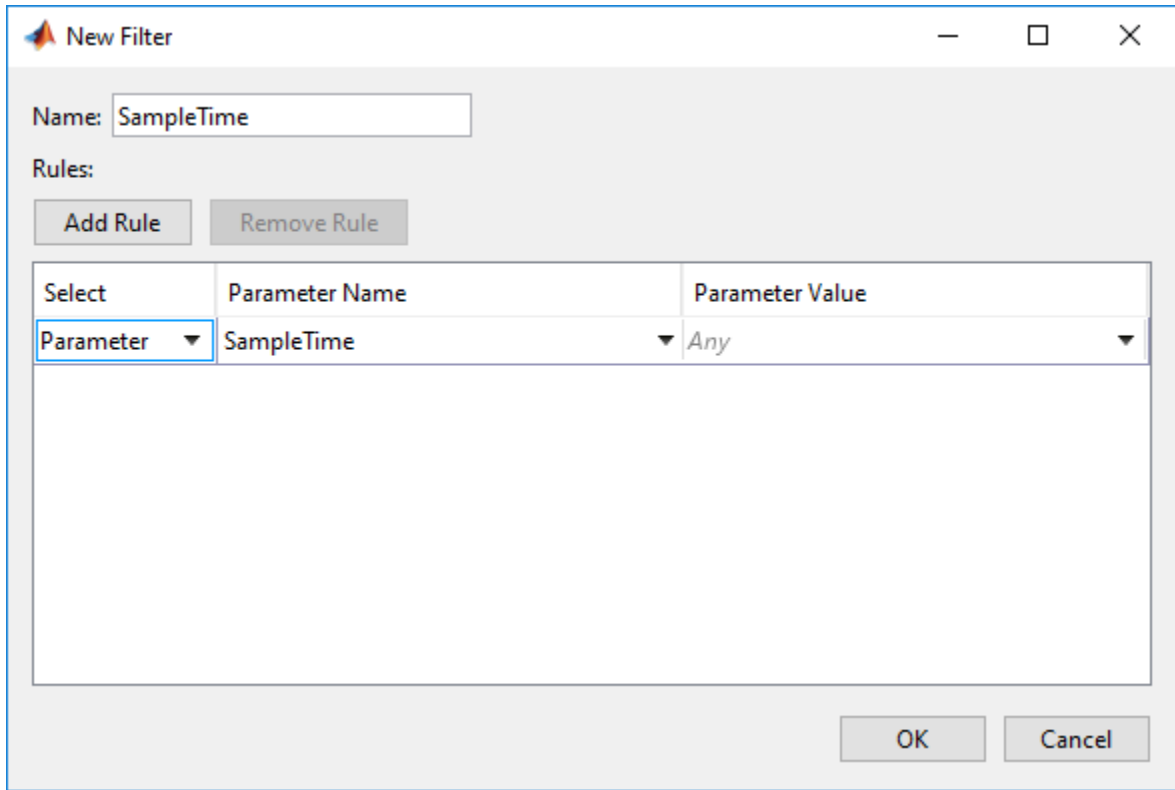 New Filter
Name: SampleTime
Rules:
Add Rule Remove Rule
Select Parameter Name Parameter Value
Parameter SampleTime Any
OK Cancel